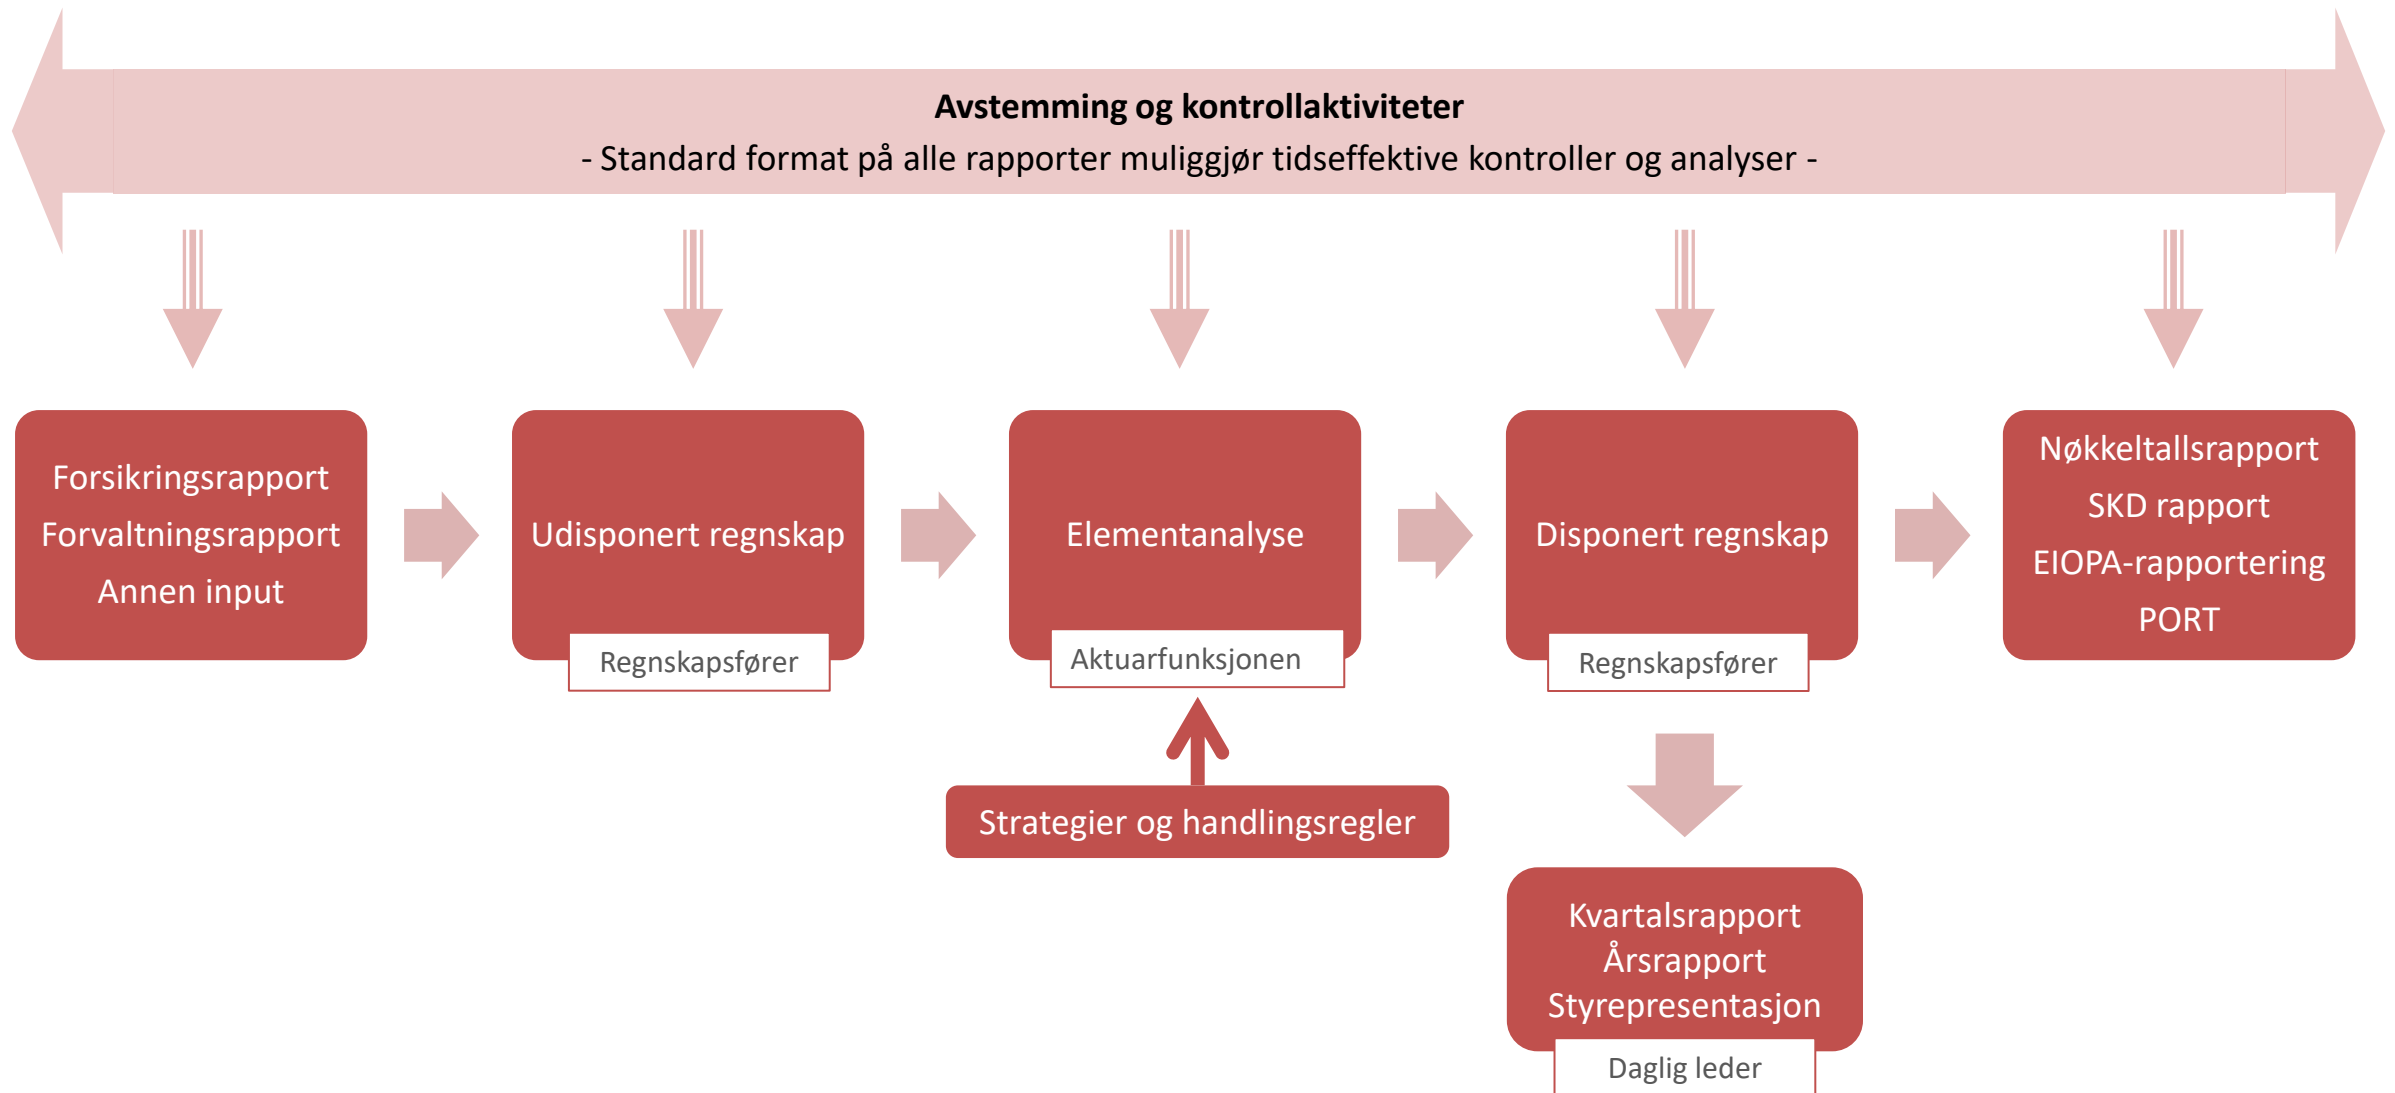 Avstemming og kontrollaktiviteter
- Standard format på alle rapporter muliggjør tidseffektive kontroller og analyser -
Forsikringsrapport
Forvaltningsrapport
Annen input
Udisponert regnskap
Regnskapsfører
Elementanalyse
Aktuarfunksjonen
Strategier og handlingsregler
Disponert regnskap
Regnskapsfører
Kvartalsrapport
Årsrapport
Styrepresentasjon
Daglig leder
Nøkkeltallsrapport
SKD rapport
EIOPA-rapportering
PORT